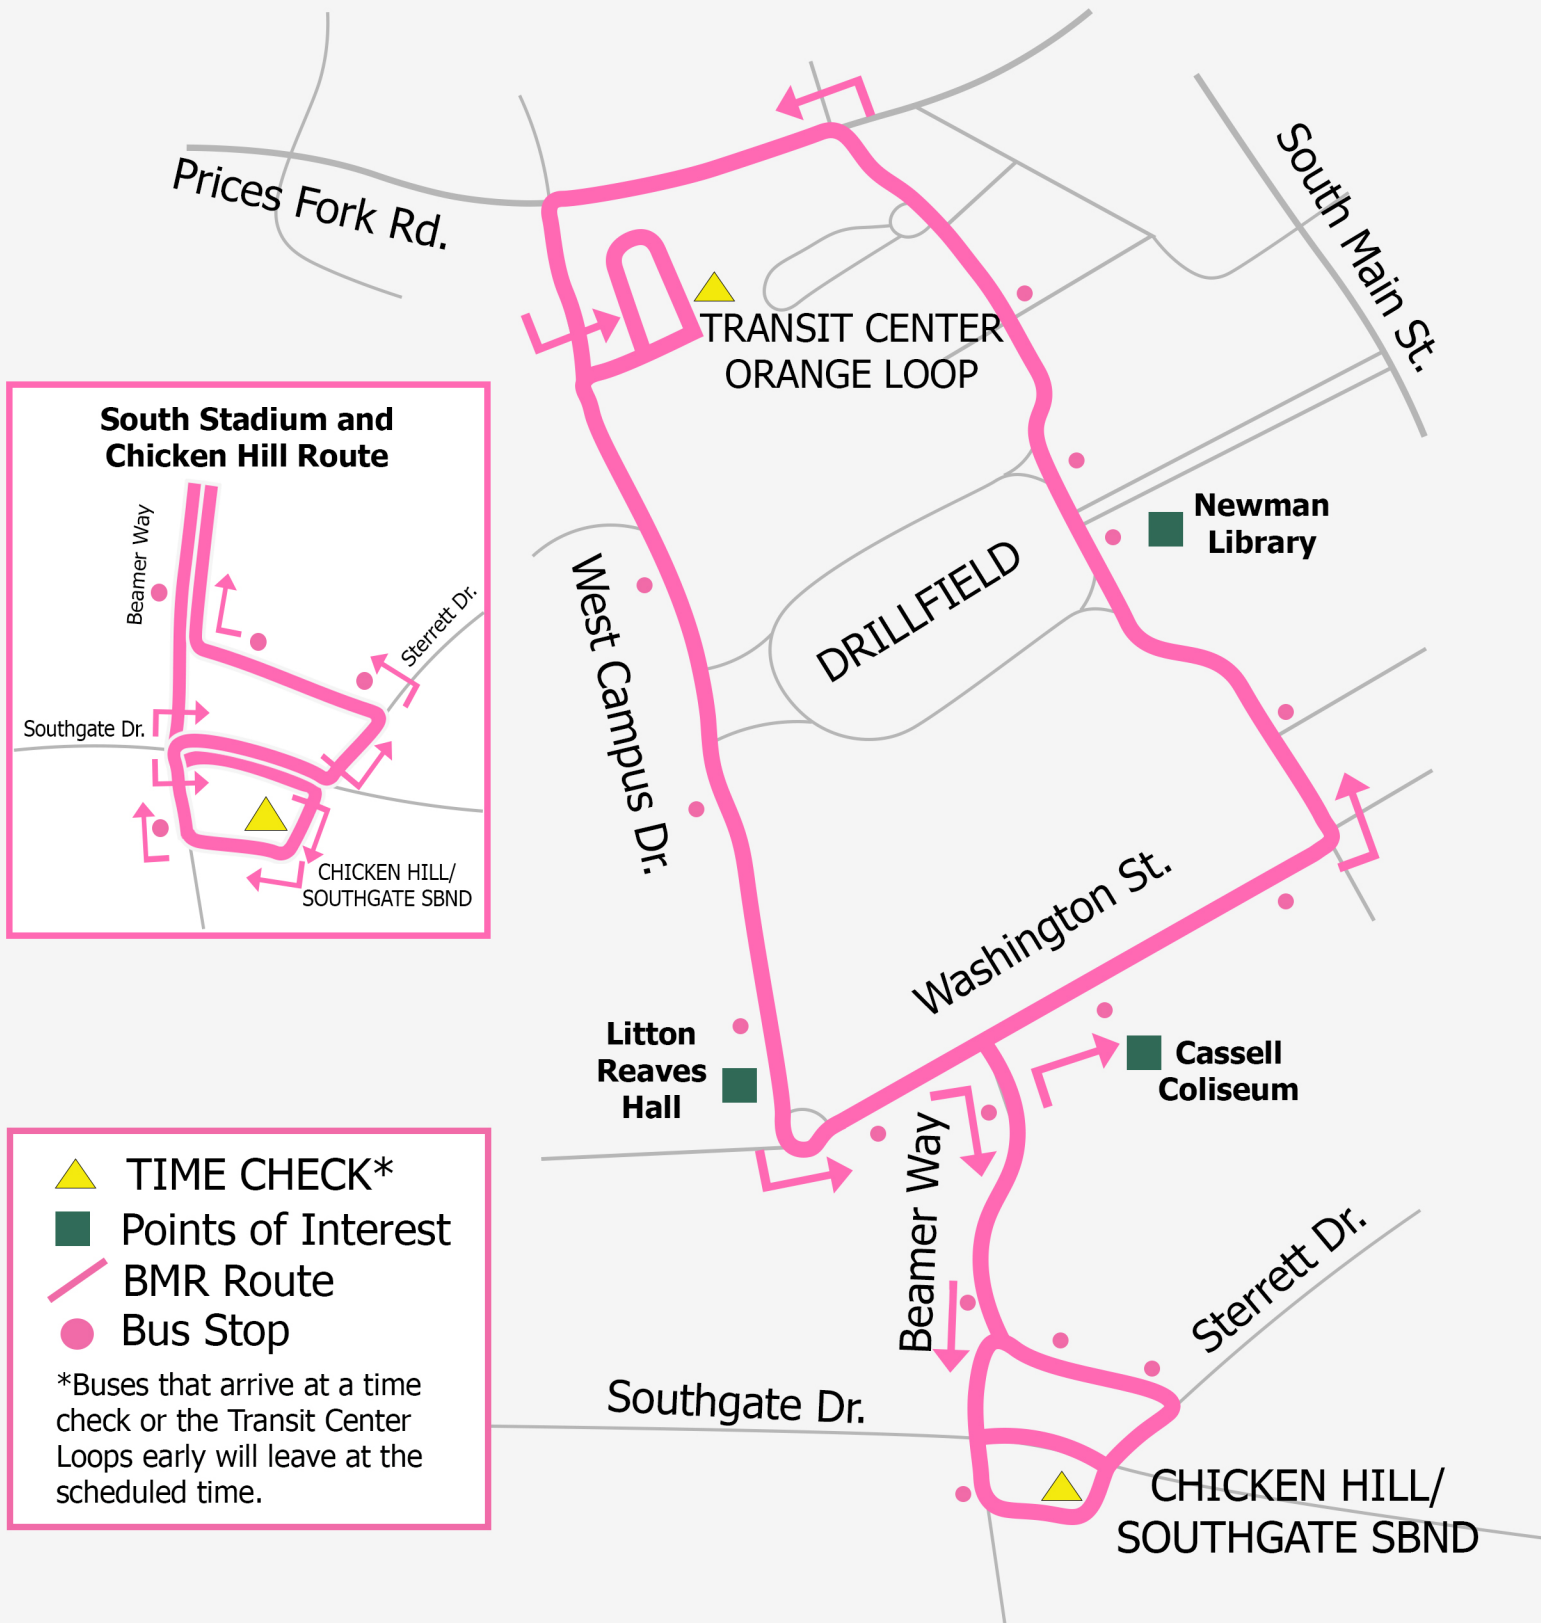 Prices Fork Rd.
South Main St.
TRANSIT CENTER
ORANGE LOOP
South Stadium and
Chicken Hill Route
Beamer Way
Sterrett Dr.
Southgate Dr.
CHICKEN HILL/
SOUTHGATE SBND
Newman
Library
DRILLFIELD
West Campus Dr.
Washington St.
Litton
Reaves
Hall
Cassell
Coliseum
Beamer Way
Sterrett Dr.
Southgate Dr.
CHICKEN HILL/
SOUTHGATE SBND
TIME CHECK*
Points of Interest
BMR Route
Bus Stop
*Buses that arrive at a time
check or the Transit Center
Loops early will leave at the
scheduled time.